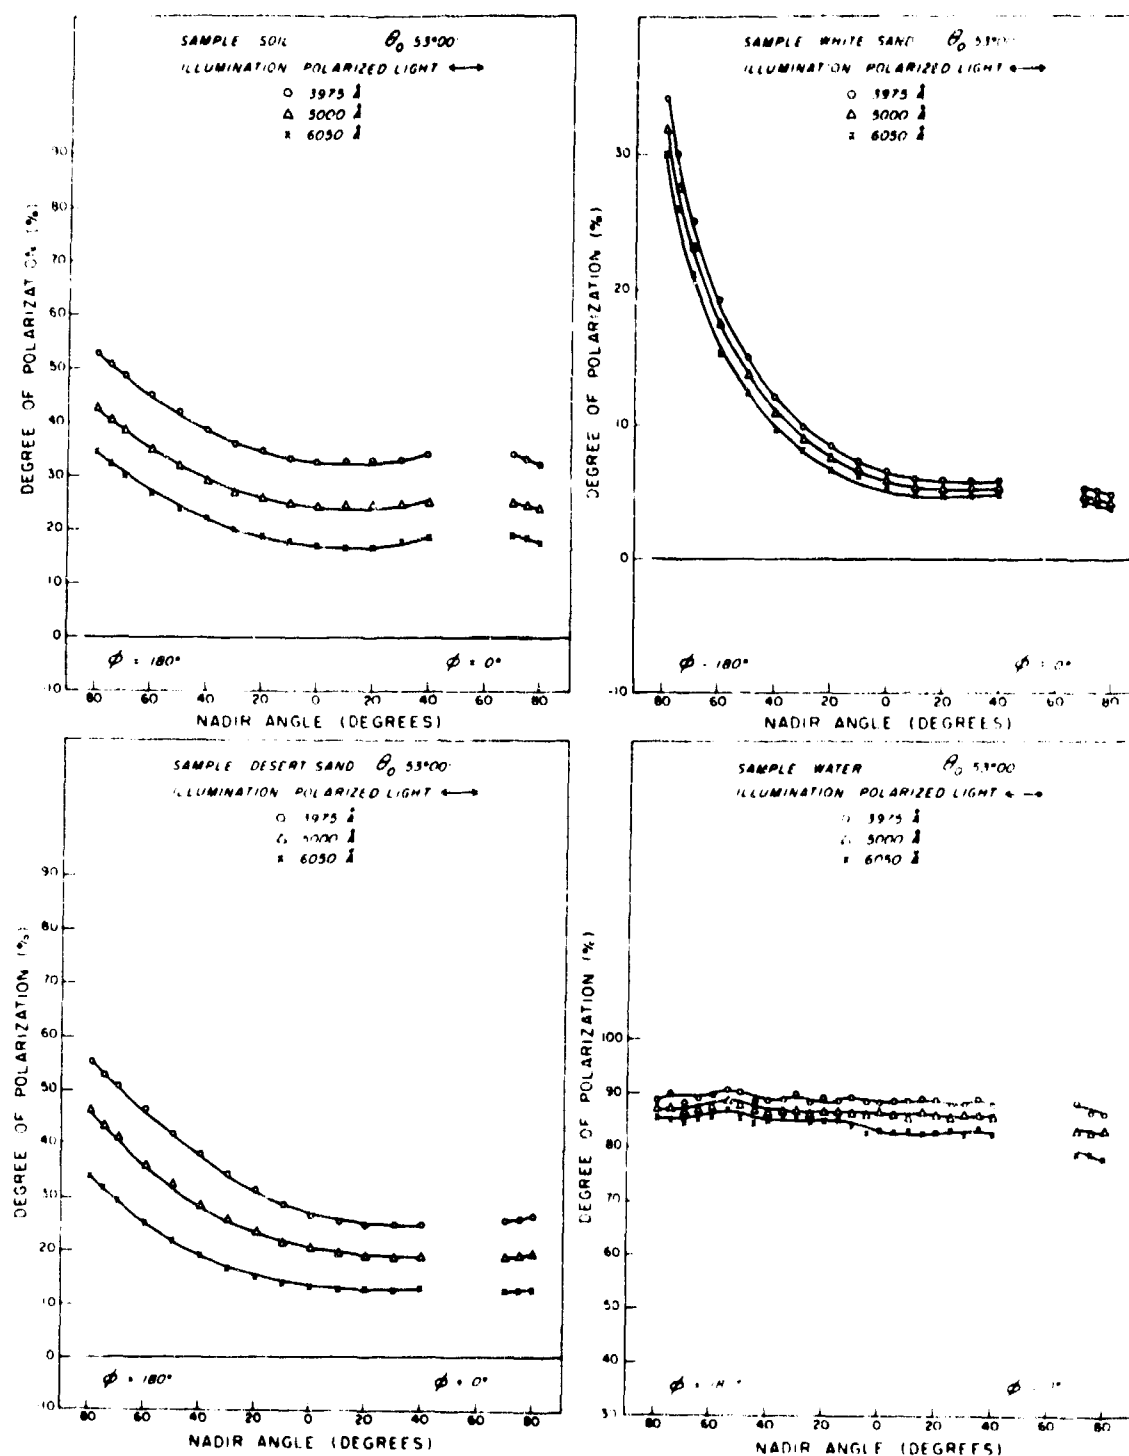 SAMPLE SOIL θ₀ 53°00'
ILLUMINATION POLARIZED LIGHT ↔
○ 3975 Å
△ 5000 Å
x 6050 Å
DEGREE OF POLARIZATION (%)
90
80
70
60
50
40
30
20
10
0
-10
ϕ = 180°
ϕ = 0°
80 60 40 20 0 20 40 60 80
NADIR ANGLE (DEGREES)
SAMPLE WHITE SAND θ₀ 53°00'
ILLUMINATION POLARIZED LIGHT ↔
○ 3975 Å
△ 5000 Å
x 6050 Å
DEGREE OF POLARIZATION (%)
30
20
10
0
-10
ϕ - 180°
ϕ = 0°
80 60 40 20 0 20 40 60 80
NADIR ANGLE (DEGREES)
SAMPLE DESERT SAND θ₀ 53°00'
ILLUMINATION POLARIZED LIGHT ↔
○ 3975 Å
△ 5000 Å
x 6050 Å
DEGREE OF POLARIZATION (%)
90
80
70
60
50
40
30
20
10
0
10
ϕ = 180°
ϕ = 0°
80 60 40 20 0 20 40 60 80
NADIR ANGLE (DEGREES)
SAMPLE WATER θ₀ 53°00
ILLUMINATION POLARIZED LIGHT ↔
○ 3975 Å
△ 5000 Å
x 6050 Å
DEGREE OF POLARIZATION (%)
100
90
80
70
60
50
40
ϕ
ϕ
80 60 40 20 0 20 40 60 80
NADIR ANGLE (DEGREES)